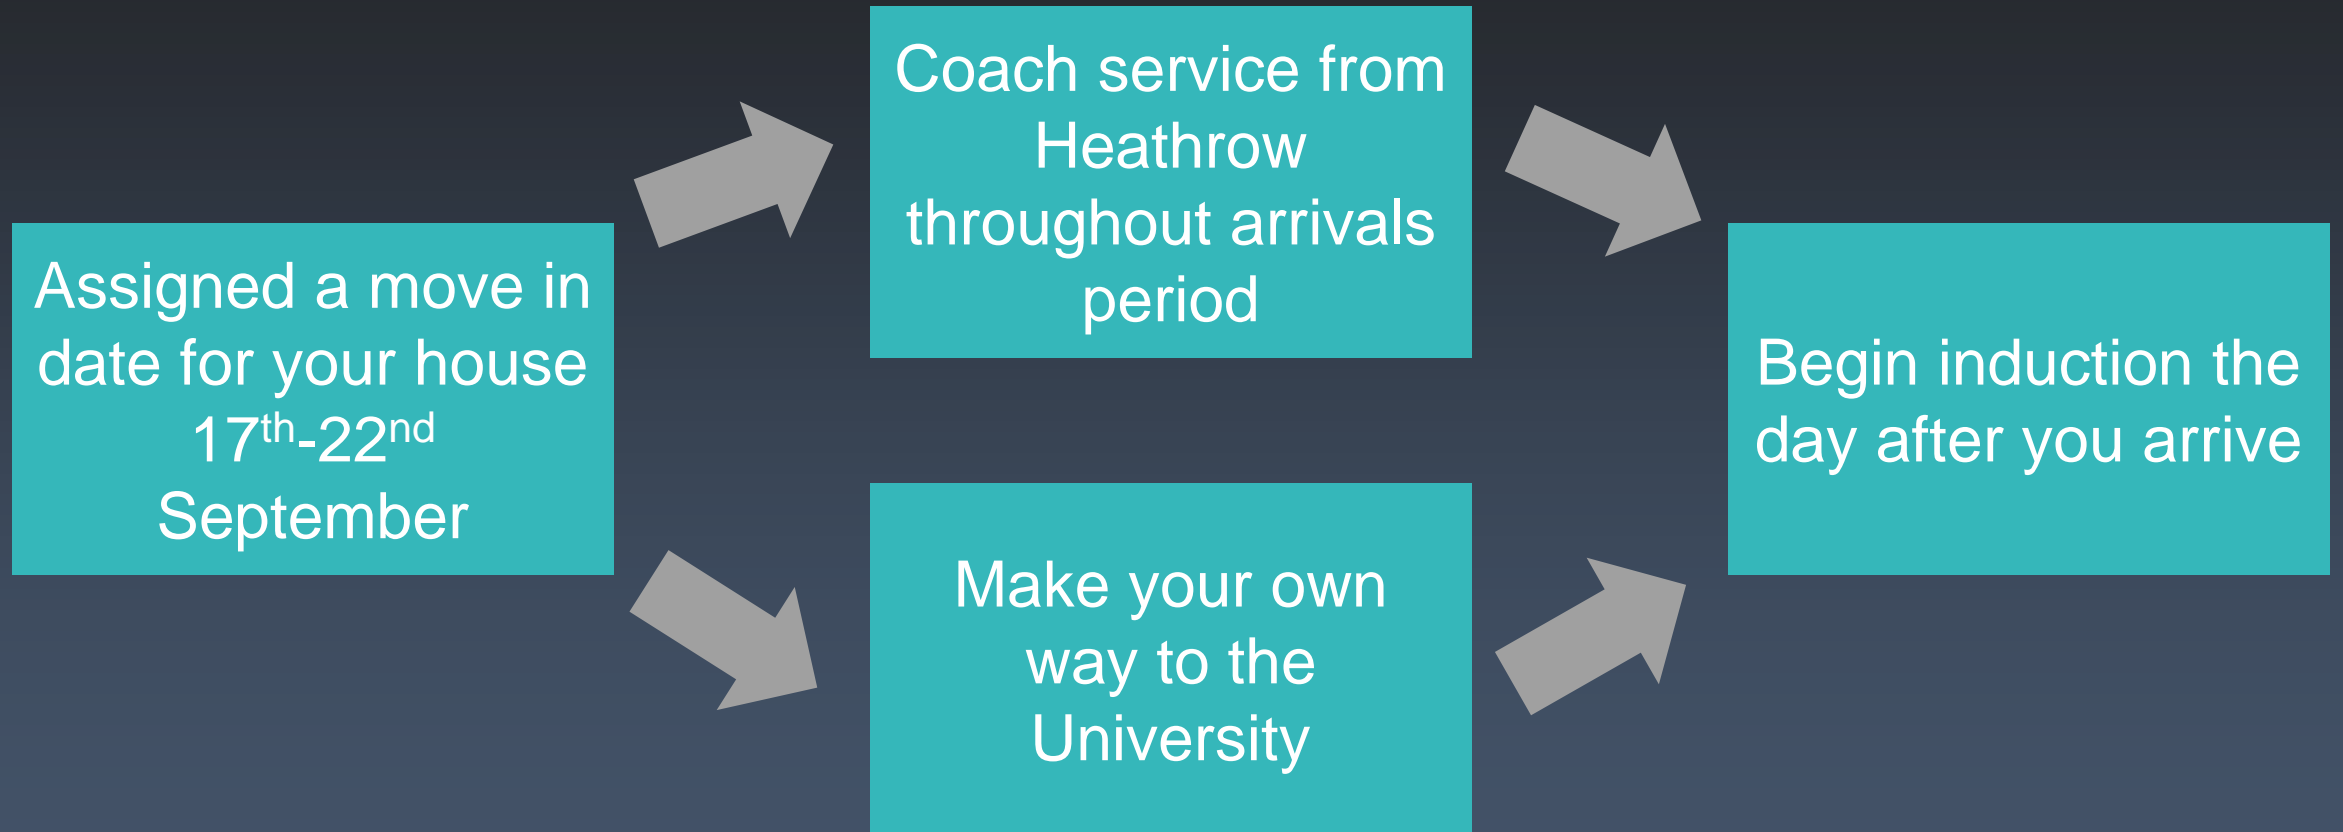 Assigned a move in
date for your house
17th-22nd
September
Coach service from
Heathrow
throughout arrivals
period
Make your own
way to the
University
Begin induction the
day after you arrive